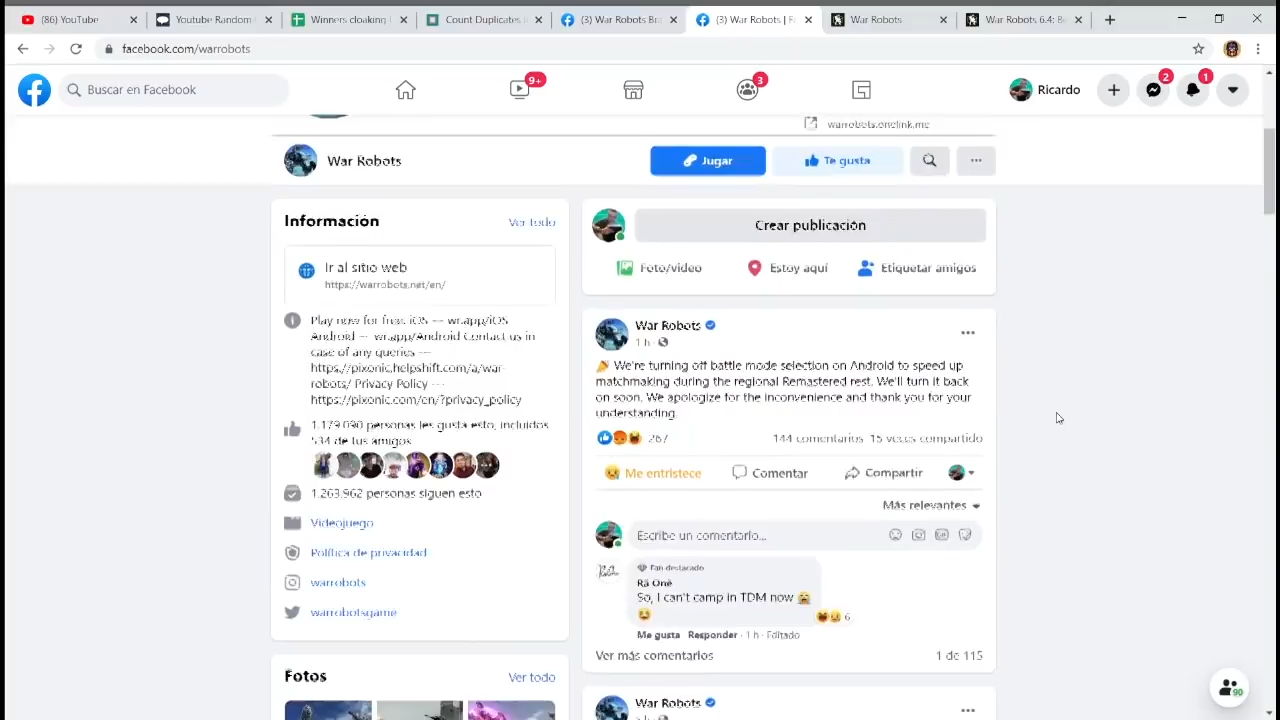 (86) YouTube
Youtube Random
Winners cloaking
Count Duplicates
(3) War Robots Bra
(3) War Robots | F
War Robots
War Robots 6.4: Be
facebook.com/warrobots
Buscar en Facebook
9+
3
Ricardo
2
1
warrobots.onelink.me
War Robots
Jugar
Te gusta
Información
Ver todo
Ir al sitio web
https://warrobots.net/en/
Play now for free: iOS — wr.app/iOS
Android — wr.app/Android Contact us in
case of any queries —
https://pixonic.helpshift.com/a/war-
robots/ Privacy Policy —
https://pixonic.com/en/?privacy_policy
1.179.090 personas les gusta esto, incluidos
534 de tus amigos
1.263.962 personas siguen esto
Videojuego
Política de privacidad
warrobots
warrobotsgame
Fotos
Ver todo
Crear publicación
Foto/video
Estoy aquí
Etiquetar amigos
War Robots
1 h ·
We're turning off battle mode selection on Android to speed up
matchmaking during the regional Remastered rest. We'll turn it back
on soon. We apologize for the inconvenience and thank you for your
understanding.
267
144 comentarios 15 veces compartido
Me entristece
Comentar
Compartir
Más relevantes
Escribe un comentario...
Fan destacado
Rä Önë
So, I can't camp in TDM now
6
Me gusta · Responder · 1 h · Editado
Ver más comentarios
1 de 115
War Robots
90